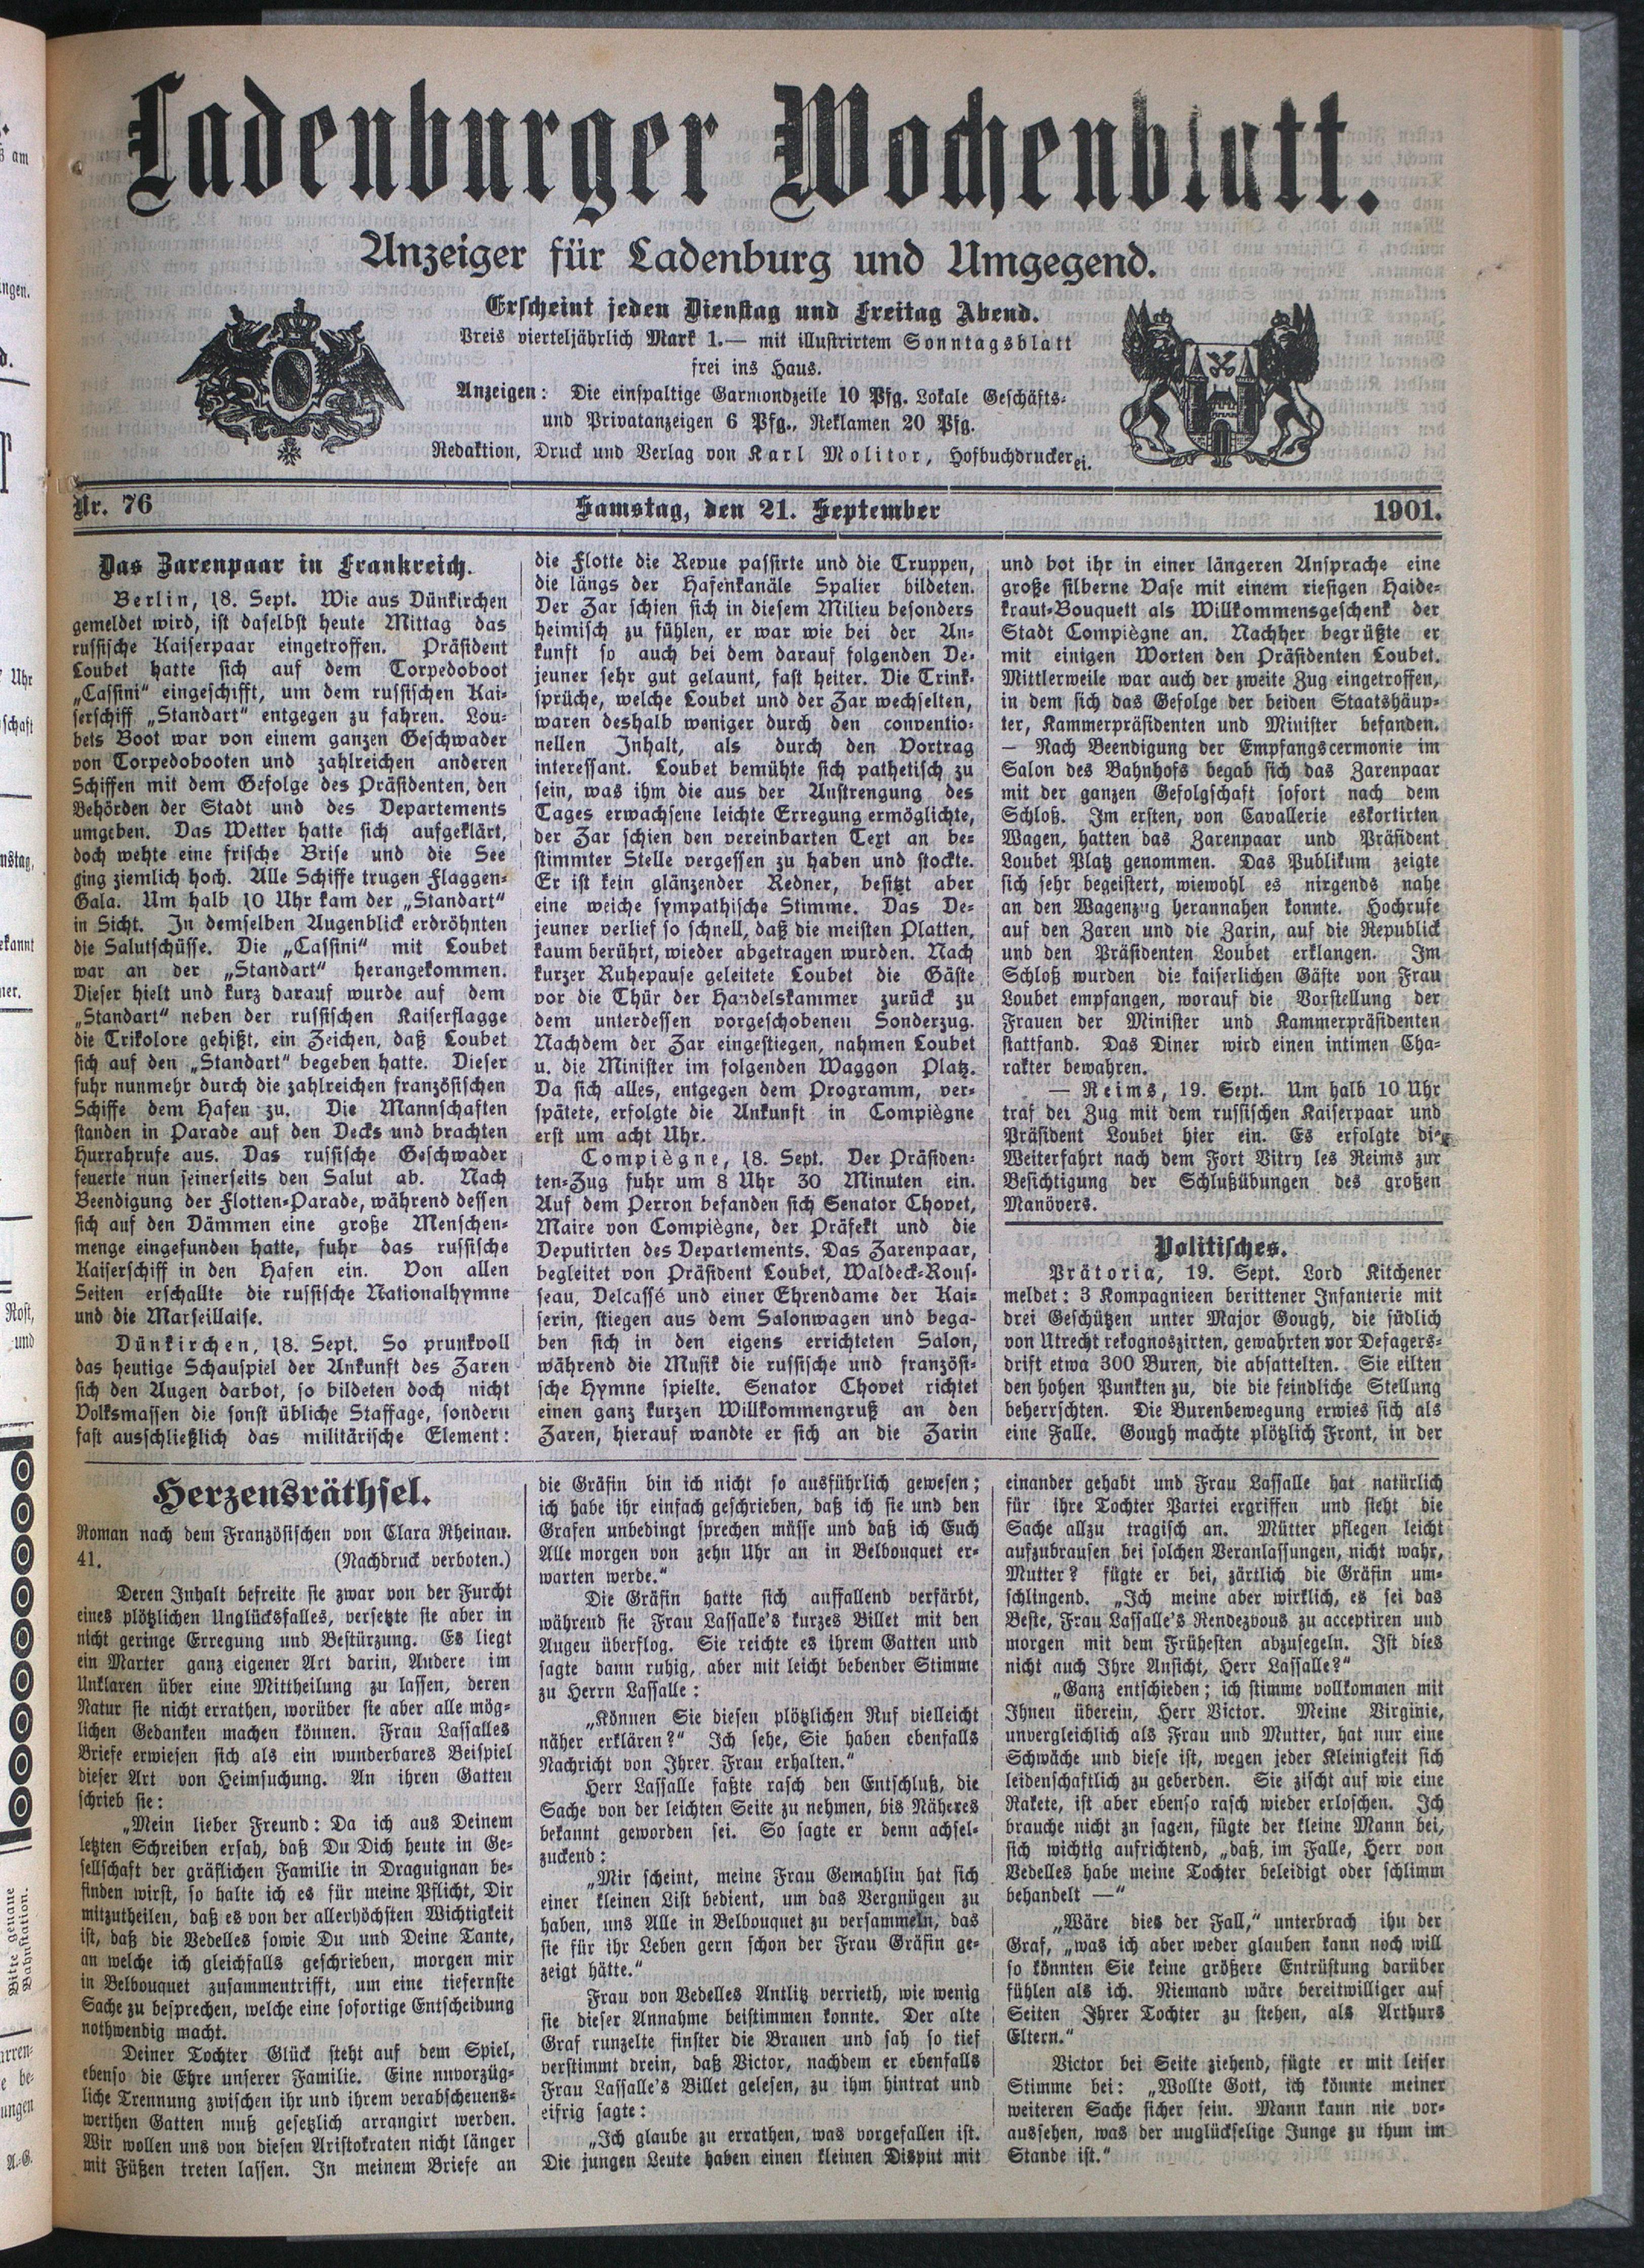 Ladenburger Wochenblatt.
Anzeiger für Ladenburg und Umgegend.
Erscheint jeden Dienstag und Freitag Abend.
Preis vierteljährlich Mark 1.— mit illustrirtem Sonntagsblatt
frei ins Haus.
Anzeigen: Die einspaltige Garmondzeile 10 Pfg. Lokale Geschäfts-
und Privatanzeigen 6 Pfg., Reklamen 20 Pfg.
Redaktion, Druck und Verlag von Karl Molitor, Hofbuchdruckerei.
Nr. 76
Samstag, den 21. September
1901.
Das Zarenpaar in Frankreich.
Berlin, 18. Sept. Wie aus Dünkirchen
gemeldet wird, ist daselbst heute Mittag das
russische Kaiserpaar eingetroffen. Präsident
Loubet hatte sich auf dem Torpedoboot
„Cassini“ eingeschifft, um dem russischen Kai-
serschiff „Standart“ entgegen zu fahren. Lou-
bets Boot war von einem ganzen Geschwader
von Torpedobooten und zahlreichen anderen
Schiffen mit dem Gefolge des Präsidenten, den
Behörden der Stadt und des Departements
umgeben. Das Wetter hatte sich aufgeklärt,
doch wehte eine frische Brise und die See
ging ziemlich hoch. Alle Schiffe trugen Flaggen-
Gala. Um halb 10 Uhr kam der „Standart“
in Sicht. In demselben Augenblick erdröhnten
die Salutschüsse. Die „Cassini“ mit Loubet
war an der „Standart“ herangekommen.
Dieser hielt und kurz darauf wurde auf dem
„Standart“ neben der russischen Kaiserflagge
die Trikolore gehißt, ein Zeichen, daß Loubet
sich auf den „Standart“ begeben hatte. Dieser
fuhr nunmehr durch die zahlreichen französischen
Schiffe dem Hafen zu. Die Mannschaften
standen in Parade auf den Decks und brachten
Hurrahrufe aus. Das russische Geschwader
feuerte nun seinerseits den Salut ab. Nach
Beendigung der Flotten-Parade, während dessen
sich auf den Dämmen eine große Menschen-
menge eingefunden hatte, fuhr das russische
Kaiserschiff in den Hafen ein. Von allen
Seiten erschallte die russische Nationalhymne
und die Marseillaise.
Dünkirchen, 18. Sept. So prunkvoll
das heutige Schauspiel der Ankunft des Zaren
sich den Augen darbot, so bildeten doch nicht
Volksmassen die sonst übliche Staffage, sondern
fast ausschließlich das militärische Element:
die Flotte die Revue passirte und die Truppen,
die längs der Hafenkanäle Spalier bildeten.
Der Zar schien sich in diesem Milieu besonders
heimisch zu fühlen, er war wie bei der An-
kunft so auch bei dem darauf folgenden De-
jeuner sehr gut gelaunt, fast heiter. Die Trink-
sprüche, welche Loubet und der Zar wechselten,
waren deshalb weniger durch den conventio-
nellen Inhalt, als durch den Vortrag
interessant. Loubet bemühte sich pathetisch zu
sein, was ihm die aus der Anstrengung des
Tages erwachsene leichte Erregung ermöglichte,
der Zar schien den vereinbarten Text an be-
stimmter Stelle vergessen zu haben und stockte.
Er ist kein glänzender Redner, besitzt aber
eine weiche sympathische Stimme. Das De-
jeuner verlief so schnell, daß die meisten Platten,
kaum berührt, wieder abgetragen wurden. Nach
kurzer Ruhepause geleitete Loubet die Gäste
vor die Thür der Handelskammer zurück zu
dem unterdessen vorgeschobenen Sonderzug.
Nachdem der Zar eingestiegen, nahmen Loubet
u. die Minister im folgenden Waggon Platz.
Da sich alles, entgegen dem Programm, ver-
spätete, erfolgte die Ankunft in Compiègne
erst um acht Uhr.
Compiègne, 18. Sept. Der Präsiden-
ten-Zug fuhr um 8 Uhr 30 Minuten ein.
Auf dem Perron befanden sich Senator Chovet,
Maire von Compiègne, der Präfekt und die
Deputirten des Departements. Das Zarenpaar,
begleitet von Präsident Loubet, Waldeck-Rous-
seau, Delcassé und einer Ehrendame der Kai-
serin, stiegen aus dem Salonwagen und bega-
ben sich in den eigens errichteten Salon,
während die Musik die russische und französi-
sche Hymne spielte. Senator Chovet richtet
einen ganz kurzen Willkommengruß an den
Zaren, hierauf wandte er sich an die Zarin
und bot ihr in einer längeren Ansprache eine
große silberne Vase mit einem riesigen Haide-
kraut-Bouquett als Willkommensgeschenk der
Stadt Compiègne an. Nachher begrüßte er
mit einigen Worten den Präsidenten Loubet.
Mittlerweile war auch der zweite Zug eingetroffen,
in dem sich das Gefolge der beiden Staatshäup-
ter, Kammerpräsidenten und Minister befanden.
— Nach Beendigung der Empfangscermonie im
Salon des Bahnhofs begab sich das Zarenpaar
mit der ganzen Gefolgschaft sofort nach dem
Schloß. Im ersten, von Cavallerie eskortirten
Wagen, hatten das Zarenpaar und Präsident
Loubet Platz genommen. Das Publikum zeigte
sich sehr begeistert, wiewohl es nirgends nahe
an den Wagenzug herannahen konnte. Hochrufe
auf den Zaren und die Zarin, auf die Republick
und den Präsidenten Loubet erklangen. Im
Schloß wurden die kaiserlichen Gäste von Frau
Loubet empfangen, worauf die Vorstellung der
Frauen der Minister und Kammerpräsidenten
stattfand. Das Diner wird einen intimen Cha-
rakter bewahren.
— Reims, 19. Sept. Um halb 10 Uhr
traf der Zug mit dem russischen Kaiserpaar und
Präsident Loubet hier ein. Es erfolgte die
Weiterfahrt nach dem Fort Vitry les Reims zur
Besichtigung der Schlußübungen des großen
Manövers.
Politisches.
Prätoria, 19. Sept. Lord Kitchener
meldet: 3 Kompagnieen berittener Infanterie mit
drei Geschützen unter Major Gough, die südlich
von Utrecht rekognoszirten, gewahrten vor Defagers-
drift etwa 300 Buren, die absattelten. Sie eilten
den hohen Punkten zu, die die feindliche Stellung
beherrschten. Die Burenbewegung erwies sich als
eine Falle. Gough machte plötzlich Front, in der
Herzensräthsel.
Roman nach dem Französischen von Clara Rheinau.
41. (Nachdruck verboten.)
Deren Inhalt befreite sie zwar von der Furcht
eines plötzlichen Unglücksfalles, versetzte sie aber in
nicht geringe Erregung und Bestürzung. Es liegt
ein Marter ganz eigener Art darin, Andere im
Unklaren über eine Mittheilung zu lassen, deren
Natur sie nicht errathen, worüber sie aber alle mög-
lichen Gedanken machen können. Frau Lassalles
Briefe erwiesen sich als ein wunderbares Beispiel
dieser Art von Heimsuchung. An ihren Gatten
schrieb sie:
„Mein lieber Freund: Da ich aus Deinem
letzten Schreiben ersah, daß Du Dich heute in Ge-
sellschaft der gräflichen Familie in Draguignan be-
finden wirst, so halte ich es für meine Pflicht, Dir
mitzutheilen, daß es von der allerhöchsten Wichtigkeit
ist, daß die Vedelles sowie Du und Deine Tante,
an welche ich gleichfalls geschrieben, morgen mir
in Belbouquet zusammentrifft, um eine tiefernste
Sache zu besprechen, welche eine sofortige Entscheidung
nothwendig macht.
Deiner Tochter Glück steht auf dem Spiel,
ebenso die Ehre unserer Familie. Eine unvorzüg-
liche Trennung zwischen ihr und ihrem verabscheuens-
werthen Gatten muß gesetzlich arrangirt werden.
Wir wollen uns von diesen Aristokraten nicht länger
mit Füßen treten lassen. In meinem Briefe an
die Gräfin bin ich nicht so ausführlich gewesen;
ich habe ihr einfach geschrieben, daß ich sie und den
Grafen unbedingt sprechen müsse und daß ich Euch
Alle morgen von zehn Uhr an in Belbouquet er-
warten werde.“
Die Gräfin hatte sich auffallend verfärbt,
während sie Frau Lassalle's kurzes Billet mit den
Augen überflog. Sie reichte es ihrem Gatten und
sagte dann ruhig, aber mit leicht bebender Stimme
zu Herrn Lassalle:
„Können Sie diesen plötzlichen Ruf vielleicht
näher erklären?“ Ich sehe, Sie haben ebenfalls
Nachricht von Ihrer Frau erhalten.“
Herr Lassalle faßte rasch den Entschluß, die
Sache von der leichten Seite zu nehmen, bis Näheres
bekannt geworden sei. So sagte er denn achsel-
zuckend:
„Mir scheint, meine Frau Gemahlin hat sich
einer kleinen List bedient, um das Vergnügen zu
haben, uns Alle in Belbouquet zu versammeln, das
sie für ihr Leben gern schon der Frau Gräfin ge-
zeigt hätte.“
Frau von Vedelles Antlitz verrieth, wie wenig
sie dieser Annahme beistimmen konnte. Der alte
Graf runzelte finster die Brauen und sah so tief
verstimmt drein, daß Victor, nachdem er ebenfalls
Frau Lassalle's Billet gelesen, zu ihm hintrat und
eifrig sagte:
„Ich glaube zu errathen, was vorgefallen ist.
Die jungen Leute haben einen kleinen Disput mit
einander gehabt und Frau Lassalle hat natürlich
für ihre Tochter Partei ergriffen und sieht die
Sache allzu tragisch an. Mütter pflegen leicht
aufzubrausen bei solchen Veranlassungen, nicht wahr,
Mutter? fügte er bei, zärtlich die Gräfin um-
schlingend. „Ich meine aber wirklich, es sei das
Beste, Frau Lassalle's Rendezvous zu acceptiren und
morgen mit dem Frühesten abzusegeln. Ist dies
nicht auch Ihre Ansicht, Herr Lassalle?“
„Ganz entschieden; ich stimme vollkommen mit
Ihnen überein, Herr Victor. Meine Virginie,
unvergleichlich als Frau und Mutter, hat nur eine
Schwäche und diese ist, wegen jeder Kleinigkeit sich
leidenschaftlich zu geberden. Sie zischt auf wie eine
Rakete, ist aber ebenso rasch wieder erloschen. Ich
brauche nicht zu sagen, fügte der kleine Mann bei,
sich wichtig aufrichtend, „daß, im Falle, Herr von
Vedelles habe meine Tochter beleidigt oder schlimm
behandelt —“
„Wäre dies der Fall,“ unterbrach ihn der
Graf, „was ich aber weder glauben kann noch will
so könnten Sie keine größere Entrüstung darüber
fühlen als ich. Niemand wäre bereitwilliger auf
Seiten Ihrer Tochter zu stehen, als Arthurs
Eltern.“
Victor bei Seite ziehend, fügte er mit leiser
Stimme bei: „Wollte Gott, ich könnte meiner
weiteren Sache sicher sein. Mann kann nie vor-
aussehen, was der unglückselige Junge zu thun im
Stande ist.“